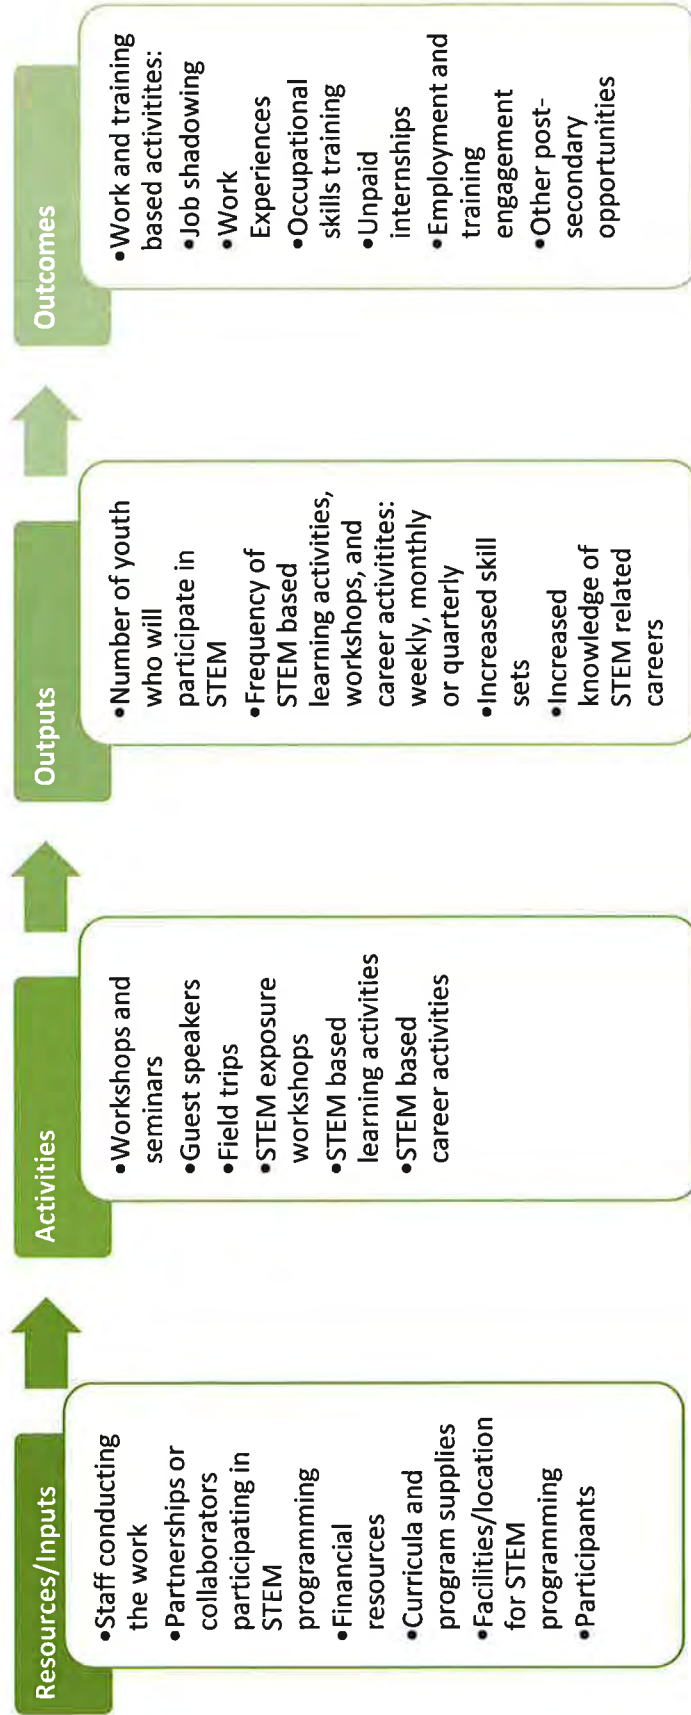 Resources/Inputs
•Staff conducting
the work
•Partnerships or
collaborators
participating in
STEM
programming
•Financial
resources
•Curricula and
program supplies
•Facilities/location
for STEM
programming
•Participants
Activities
•Workshops and
seminars
•Guest speakers
•Field trips
•STEM exposure
workshops
•STEM based
learning activities
•STEM based
career activities
Outputs
•Number of youth
who will
participate in
STEM
•Frequency of
STEM based
learning activities,
workshops, and
career activitites:
weekly, monthly
or quarterly
•Increased skill
sets
•Increased
knowledge of
STEM related
careers
Outcomes
•Work and training
based activitites:
•Job shadowing
•Work
Experiences
•Occupational
skills training
•Unpaid
internships
•Employment and
training
engagement
•Other post-
secondary
opportunities